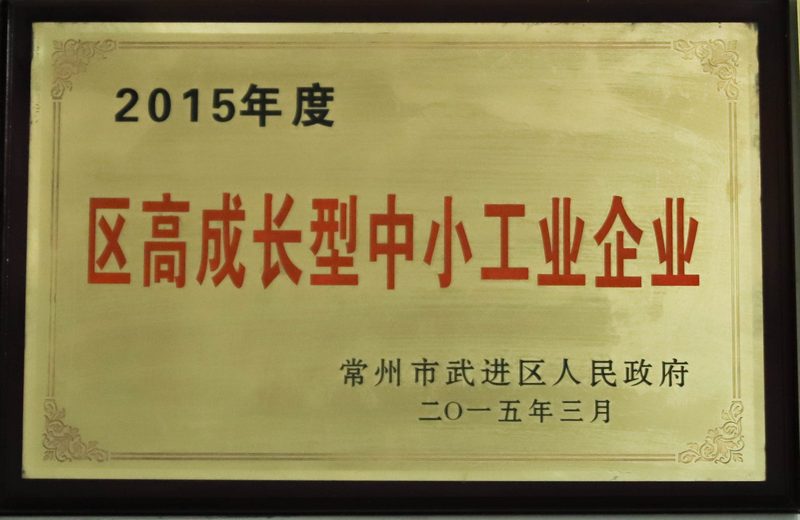 2015年度
区高成长型中小工业企业
常州市武进区人民政府
二〇一五年三月